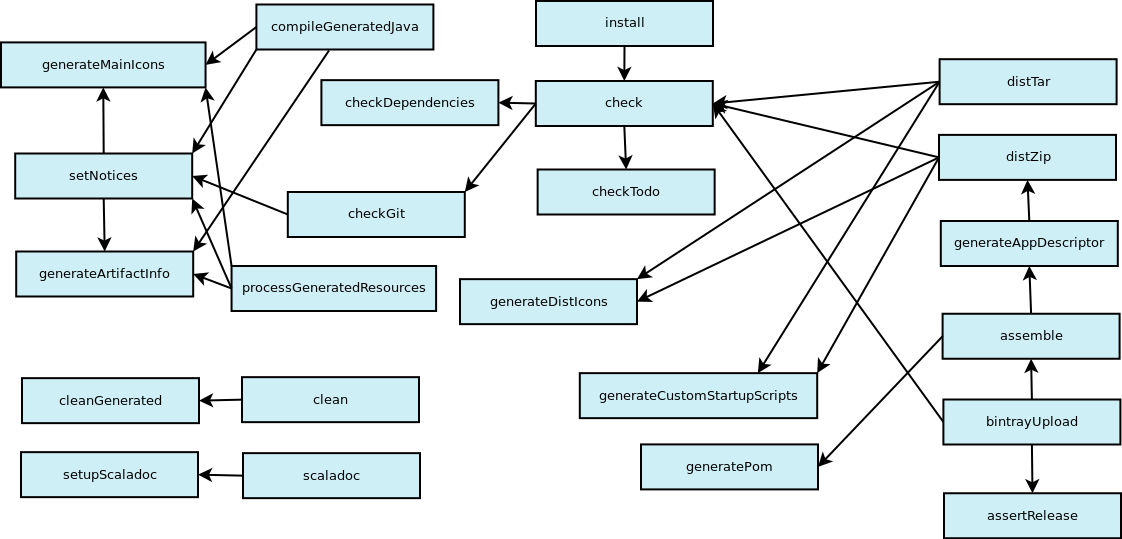 compileGeneratedJava
install
generateMainIcons
distTar
checkDependencies
check
distZip
setNotices
checkTodo
checkGit
generateAppDescriptor
generateArtifactInfo
processGeneratedResources
generateDistIcons
assemble
cleanGenerated
clean
generateCustomStartupScripts
bintrayUpload
setupScaladoc
scaladoc
generatePom
assertRelease